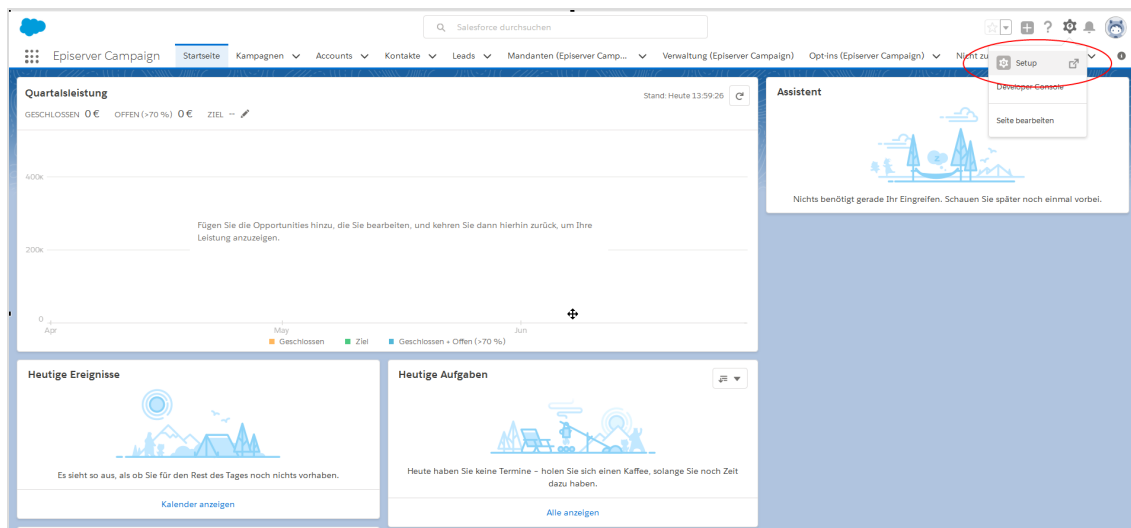 Salesforce durchsuchen
Episerver Campaign
Startseite
Kampagnen
Accounts
Kontakte
Leads
Mandanten (Episerver Camp...
Verwaltung (Episerver Campaign)
Opt-ins (Episerver Campaign)
Nicht zu
Setup
Developer Console
Seite bearbeiten
Quartalsleistung
Stand: Heute 13:59:26
GESCHLOSSEN 0 € OFFEN (>70 %) 0 € ZIEL --
400K
Fügen Sie die Opportunities hinzu, die Sie bearbeiten, und kehren Sie dann hierhin zurück, um Ihre
Leistung anzuzeigen.
200K
0
Apr
May
Jun
Geschlossen
Ziel
Geschlossen + Offen (>70 %)
Assistent
Nichts benötigt gerade Ihr Eingreifen. Schauen Sie später noch einmal vorbei.
Heutige Ereignisse
Es sieht so aus, als ob Sie für den Rest des Tages noch nichts vorhaben.
Kalender anzeigen
Heutige Aufgaben
Heute haben Sie keine Termine – holen Sie sich einen Kaffee, solange Sie noch Zeit
dazu haben.
Alle anzeigen